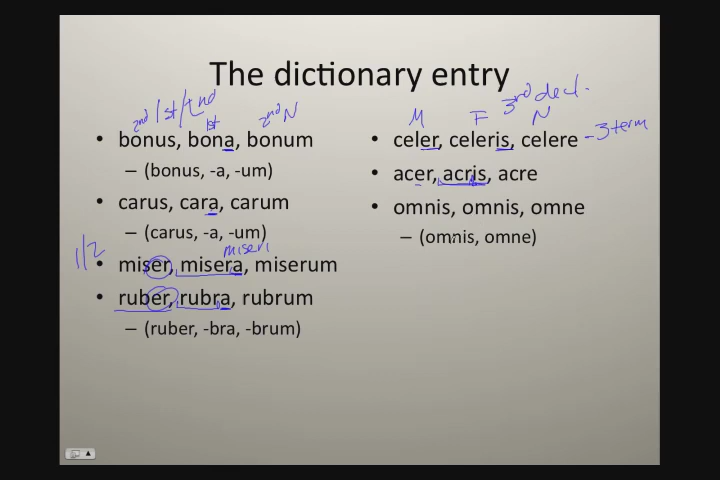 The dictionary entry
2nd 1st/2nd
1st
2nd N
bonus, bona, bonum
(bonus, -a, -um)
carus, cara, carum
(carus, -a, -um)
miseri
1/2
miser, misera, miserum
ruber, rubra, rubrum
(ruber, -bra, -brum)
3rd decl.
M F N
celer, celeris, celere - 3 term
acer, acris, acre
omnis, omnis, omne
(omnis, omne)